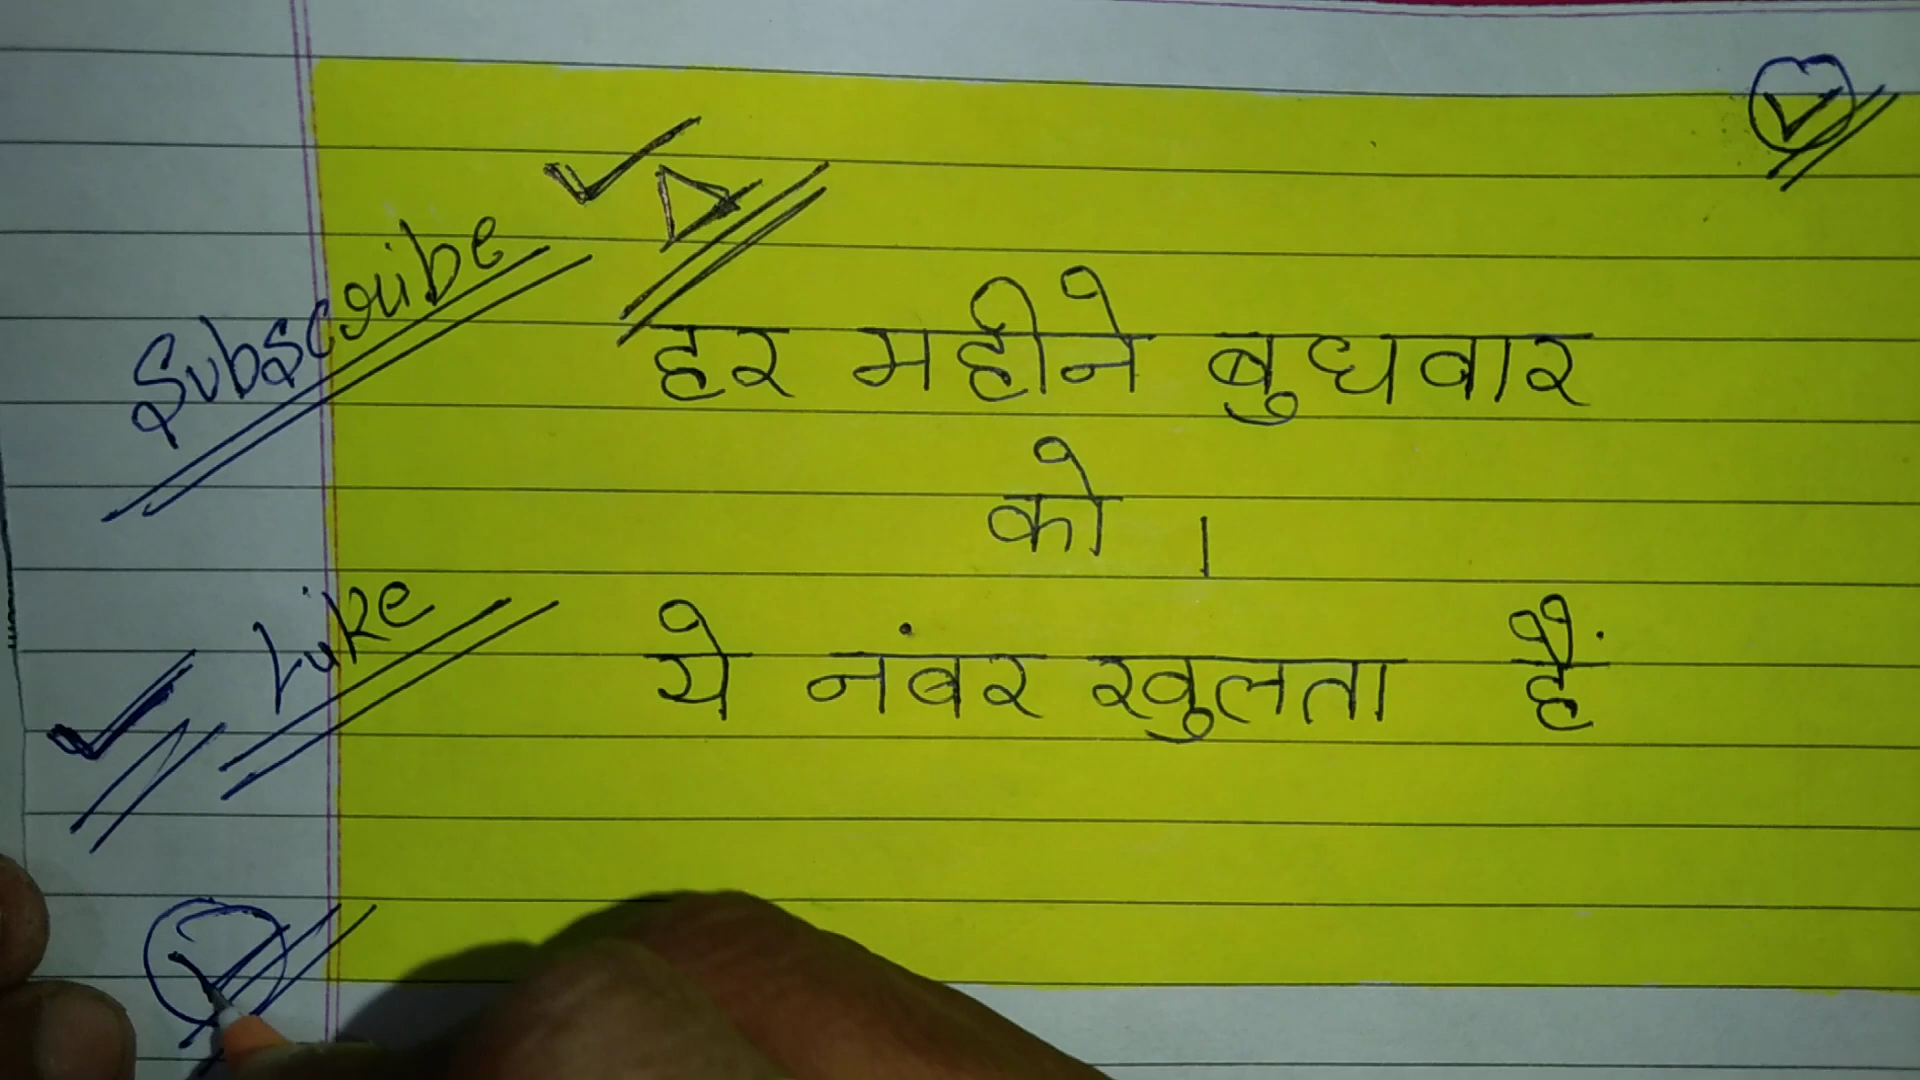 Subscribe
हर महीने बुधवार
को ।
Like
ये नंबर खुलता हैं